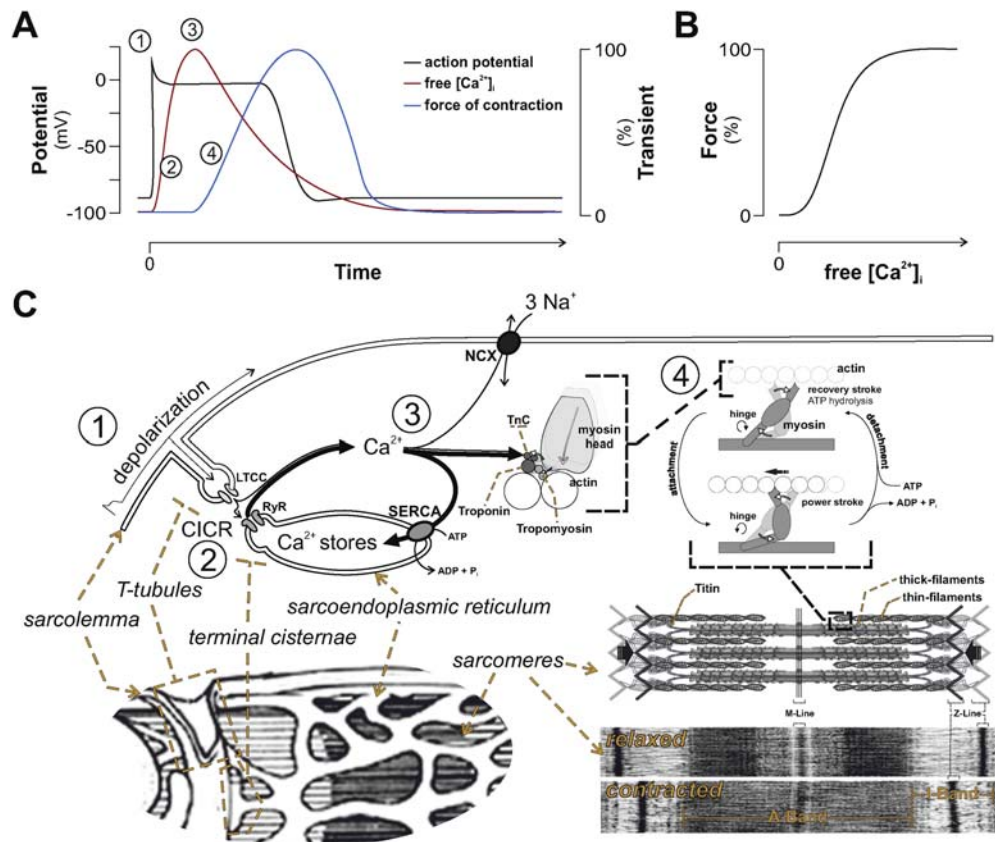 A
1
3
2
4
0
-50
-75
-100
Potential
(mV)
action potential
free [Ca²⁺]ᵢ
force of contraction
100
0
(%)
Transient
0
Time
B
100
0
Force
(%)
0
free [Ca²⁺]ᵢ
C
3 Na⁺
NCX
1
depolarization
LTCC
RyR
CICR
2
Ca²⁺
3
SERCA
Ca²⁺ stores
ATP
ADP + Pᵢ
TnC
myosin
head
actin
Troponin
Tropomyosin
4
actin
recovery stroke
ATP hydrolysis
hinge
myosin
attachment
detachment
ATP
ADP + Pᵢ
power stroke
hinge
T-tubules
sarcolemma
sarcoendoplasmic reticulum
terminal cisternae
sarcomeres
Titin
thick-filaments
thin-filaments
M-Line
Z-Line
relaxed
contracted
A-Band
I-Band